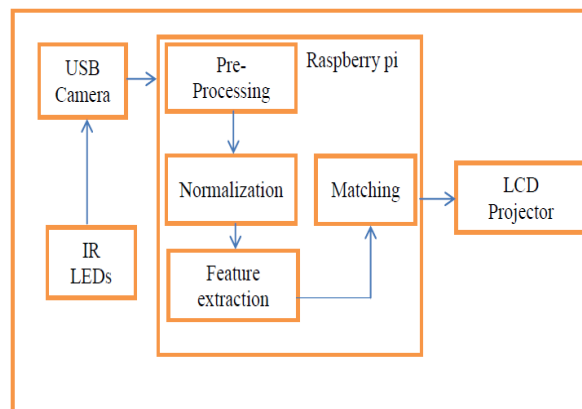 USB
Camera
Pre-
Processing
Raspberry pi
Normalization
Matching
LCD
Projector
IR
LEDs
Feature
extraction